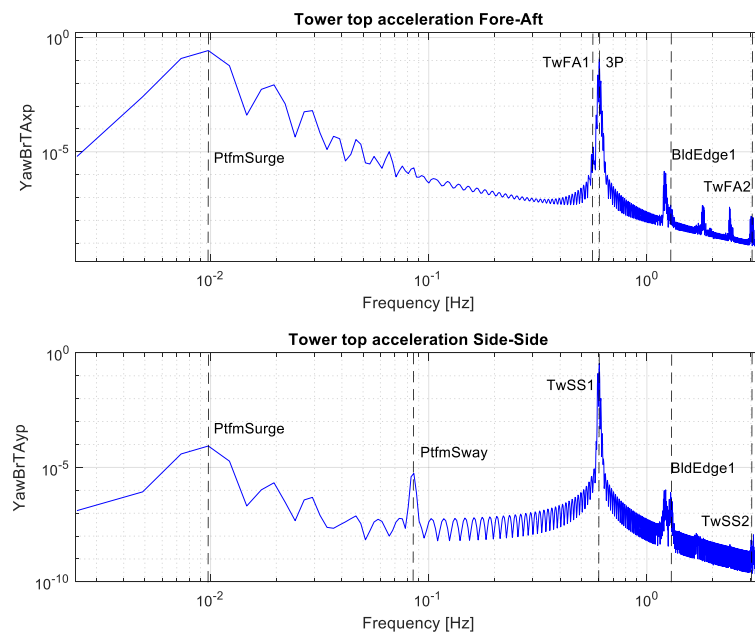 Tower top acceleration Fore-Aft
10^0
TwFA1
3P
10^-5
PtfmSurge
BldEdge1
TwFA2
YawBrTAxp
10^-2
10^-1
10^0
Frequency [Hz]
Tower top acceleration Side-Side
10^0
TwSS1
PtfmSurge
PtfmSway
10^-5
BldEdge1
TwSS2
YawBrTAyp
10^-10
10^-2
10^-1
10^0
Frequency [Hz]